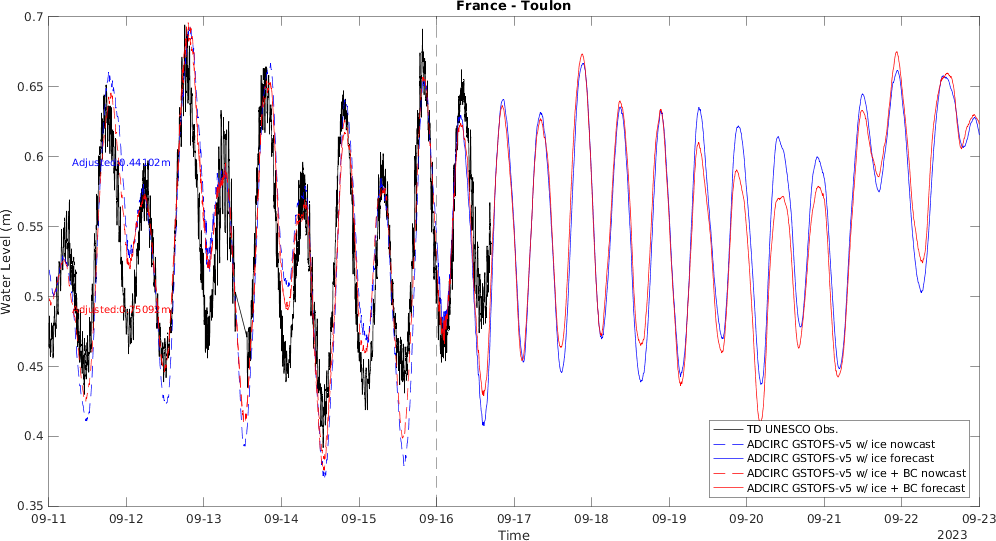 France - Toulon
Water Level (m)
0.7
0.65
0.6
0.55
0.5
0.45
0.4
0.35
Adjusted:0.44102m
TD UNESCO Obs.
ADCIRC GSTOFS-v5 w/ ice nowcast
ADCIRC GSTOFS-v5 w/ ice forecast
ADCIRC GSTOFS-v5 w/ ice + BC nowcast
ADCIRC GSTOFS-v5 w/ ice + BC forecast
09-11 09-12 09-13 09-14 09-15 09-16 09-17 09-18 09-19 09-20 09-21 09-22 09-23
Time
2023